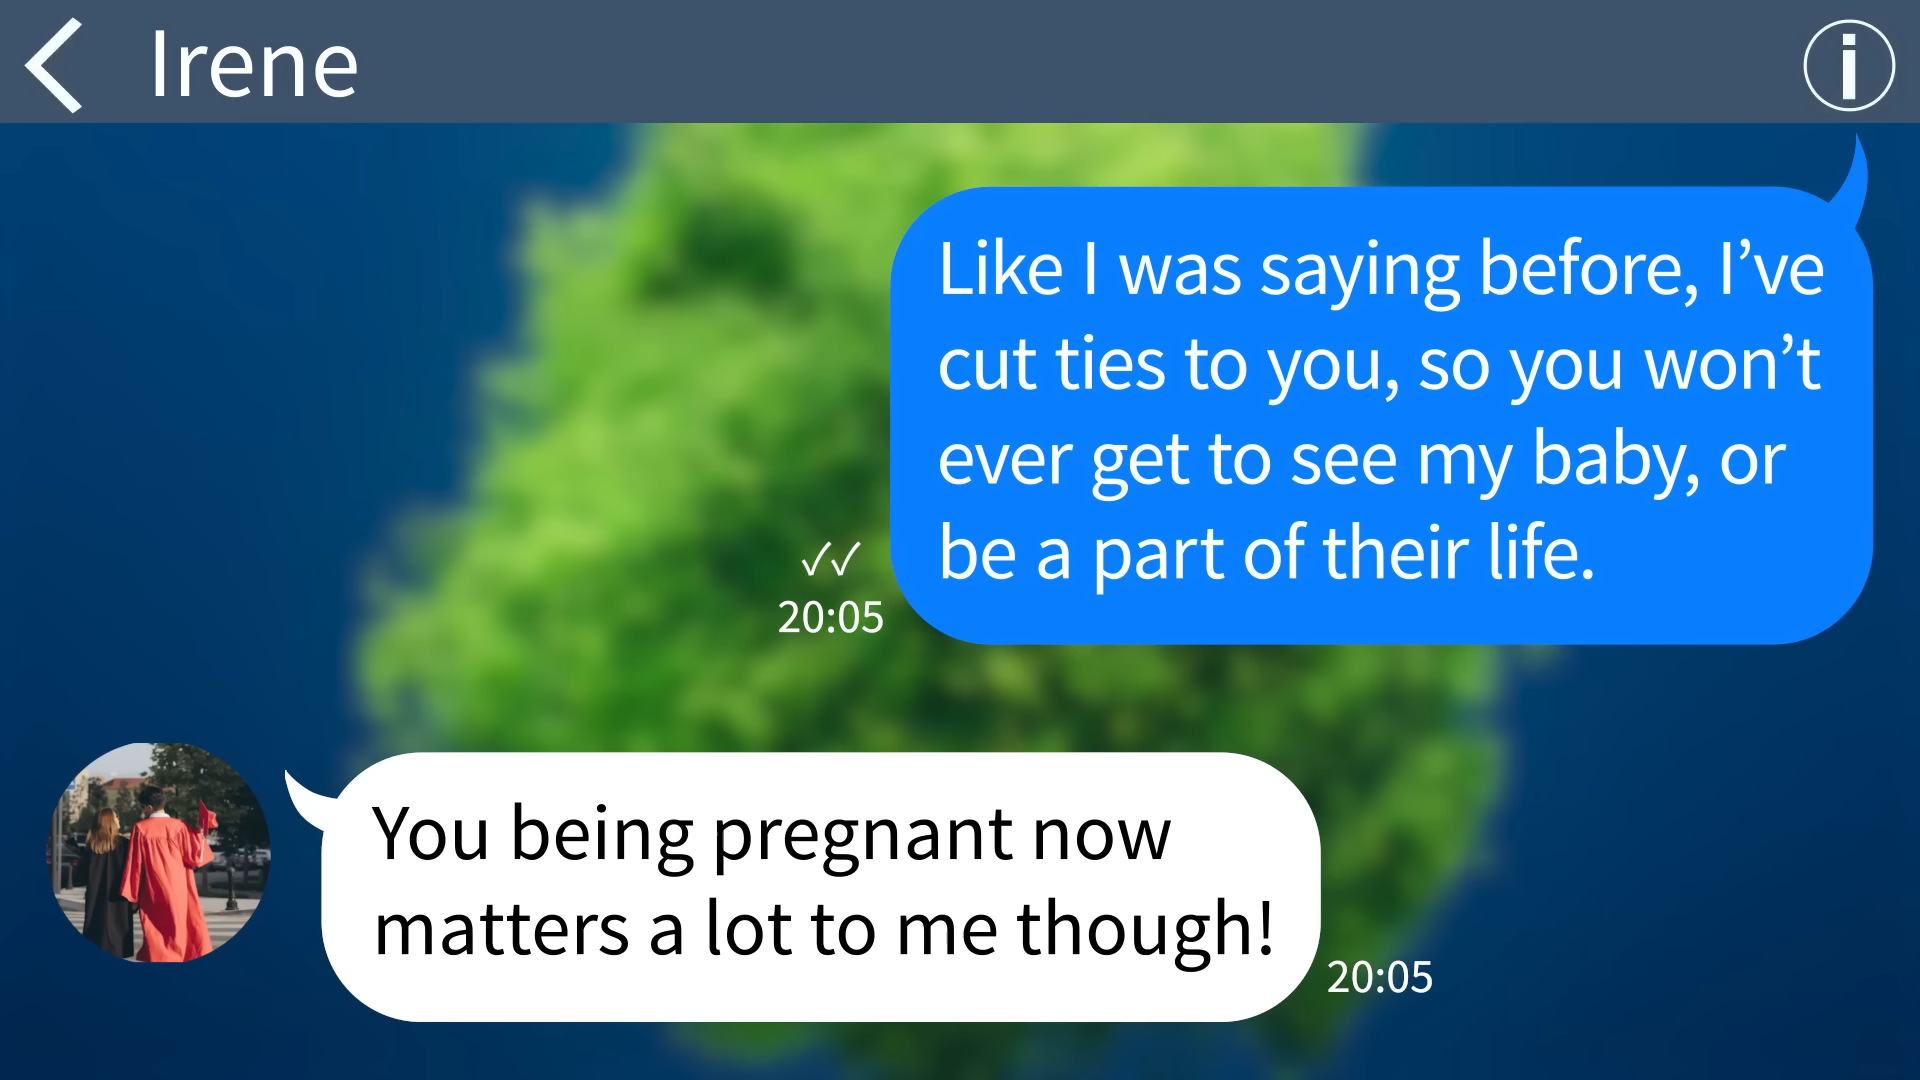 Irene
Like I was saying before, I’ve
cut ties to you, so you won’t
ever get to see my baby, or
be a part of their life.
✓✓
20:05
You being pregnant now
matters a lot to me though!
20:05